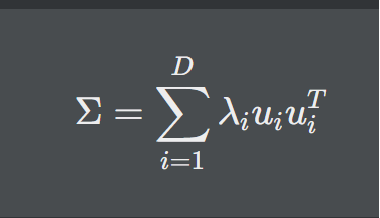 Σ = ∑_{i=1}^{D} λ_i u_i u_i^T